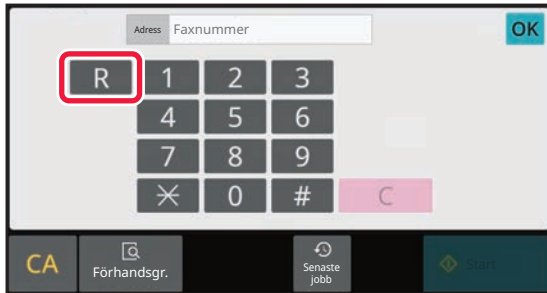 Adress Faxnummer OK
R 1 2 3
4 5 6
7 8 9
* 0 # C
CA Förhandsgr. Senaste jobb Start